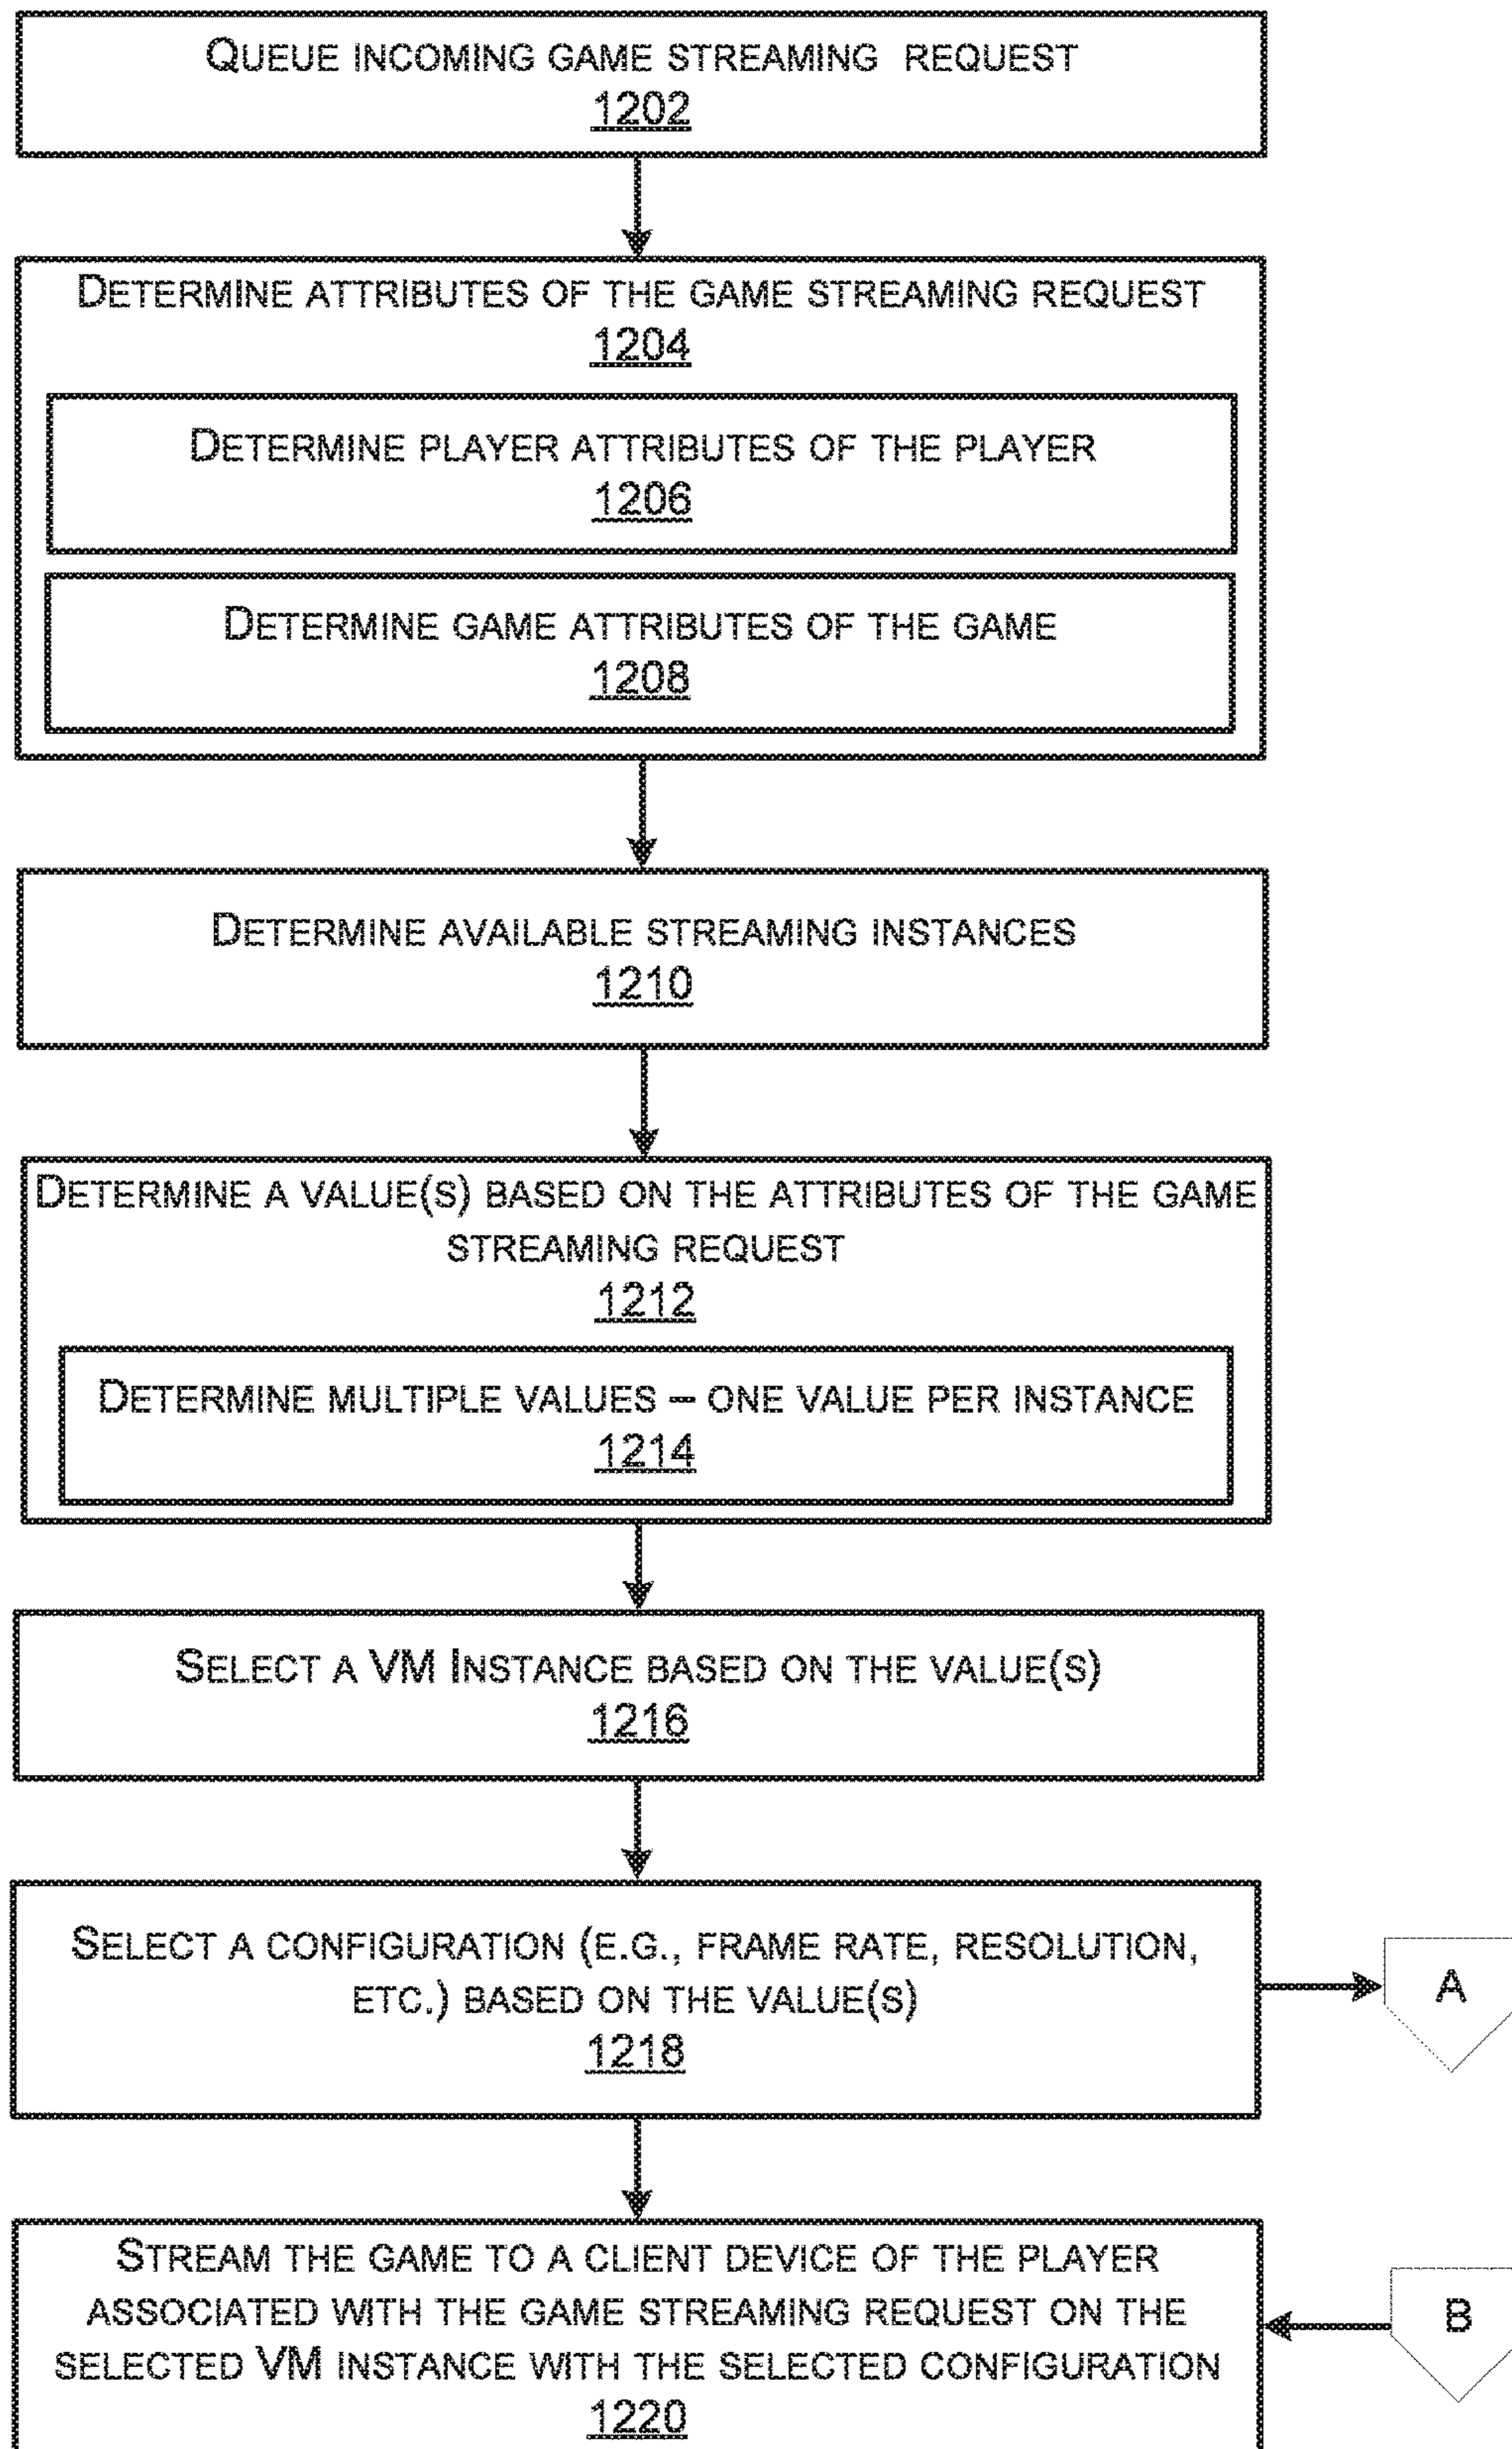 QUEUE INCOMING GAME STREAMING REQUEST
1202
DETERMINE ATTRIBUTES OF THE GAME STREAMING REQUEST
1204
DETERMINE PLAYER ATTRIBUTES OF THE PLAYER
1206
DETERMINE GAME ATTRIBUTES OF THE GAME
1208
DETERMINE AVAILABLE STREAMING INSTANCES
1210
DETERMINE A VALUE(S) BASED ON THE ATTRIBUTES OF THE GAME
STREAMING REQUEST
1212
DETERMINE MULTIPLE VALUES – ONE VALUE PER INSTANCE
1214
SELECT A VM INSTANCE BASED ON THE VALUE(S)
1216
SELECT A CONFIGURATION (E.G., FRAME RATE, RESOLUTION,
ETC.) BASED ON THE VALUE(S)
1218
A
STREAM THE GAME TO A CLIENT DEVICE OF THE PLAYER
ASSOCIATED WITH THE GAME STREAMING REQUEST ON THE
SELECTED VM INSTANCE WITH THE SELECTED CONFIGURATION
1220
B